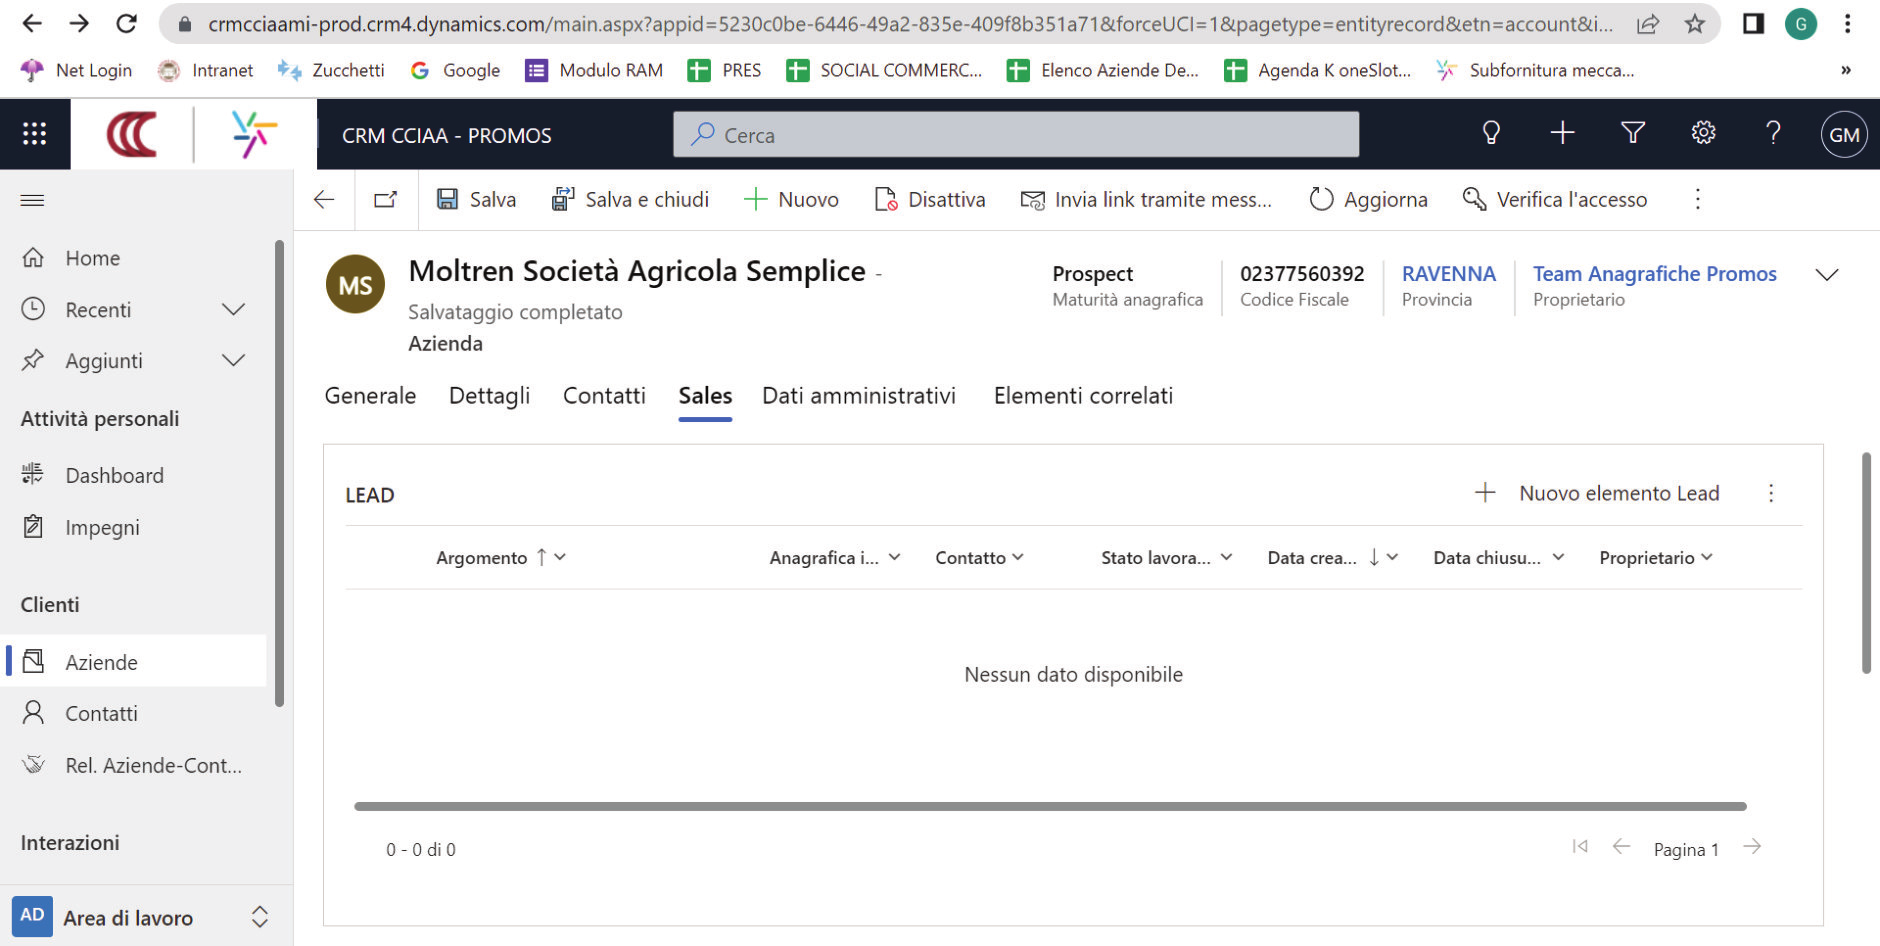 crmcciaami-prod.crm4.dynamics.com/main.aspx?appid=5230c0be-6446-49a2-835e-409f8b351a71&forceUCI=1&pagetype=entityrecord&etn=account&i...
G
Net Login Intranet Zucchetti Google Modulo RAM PRES SOCIAL COMMERC... Elenco Aziende De... Agenda K oneSlot... Subfornitura mecca... »
CRM CCIAA - PROMOS Cerca ? GM
Salva Salva e chiudi Nuovo Disattiva Invia link tramite mess... Aggiorna Verifica l'accesso
Home
Recenti
Aggiunti
Attività personali
Dashboard
Impegni
Clienti
Aziende
Contatti
Rel. Aziende-Cont...
Interazioni
AD Area di lavoro
MS
Moltren Società Agricola Semplice -
Salvataggio completato
Azienda
Prospect
Maturità anagrafica
02377560392
Codice Fiscale
RAVENNA
Provincia
Team Anagrafiche Promos
Proprietario
Generale Dettagli Contatti Sales Dati amministrativi Elementi correlati
LEAD Nuovo elemento Lead
Argomento ↑ Anagrafica i... Contatto Stato lavora... Data crea... ↓ Data chiusu... Proprietario
Nessun dato disponibile
0 - 0 di 0 Pagina 1